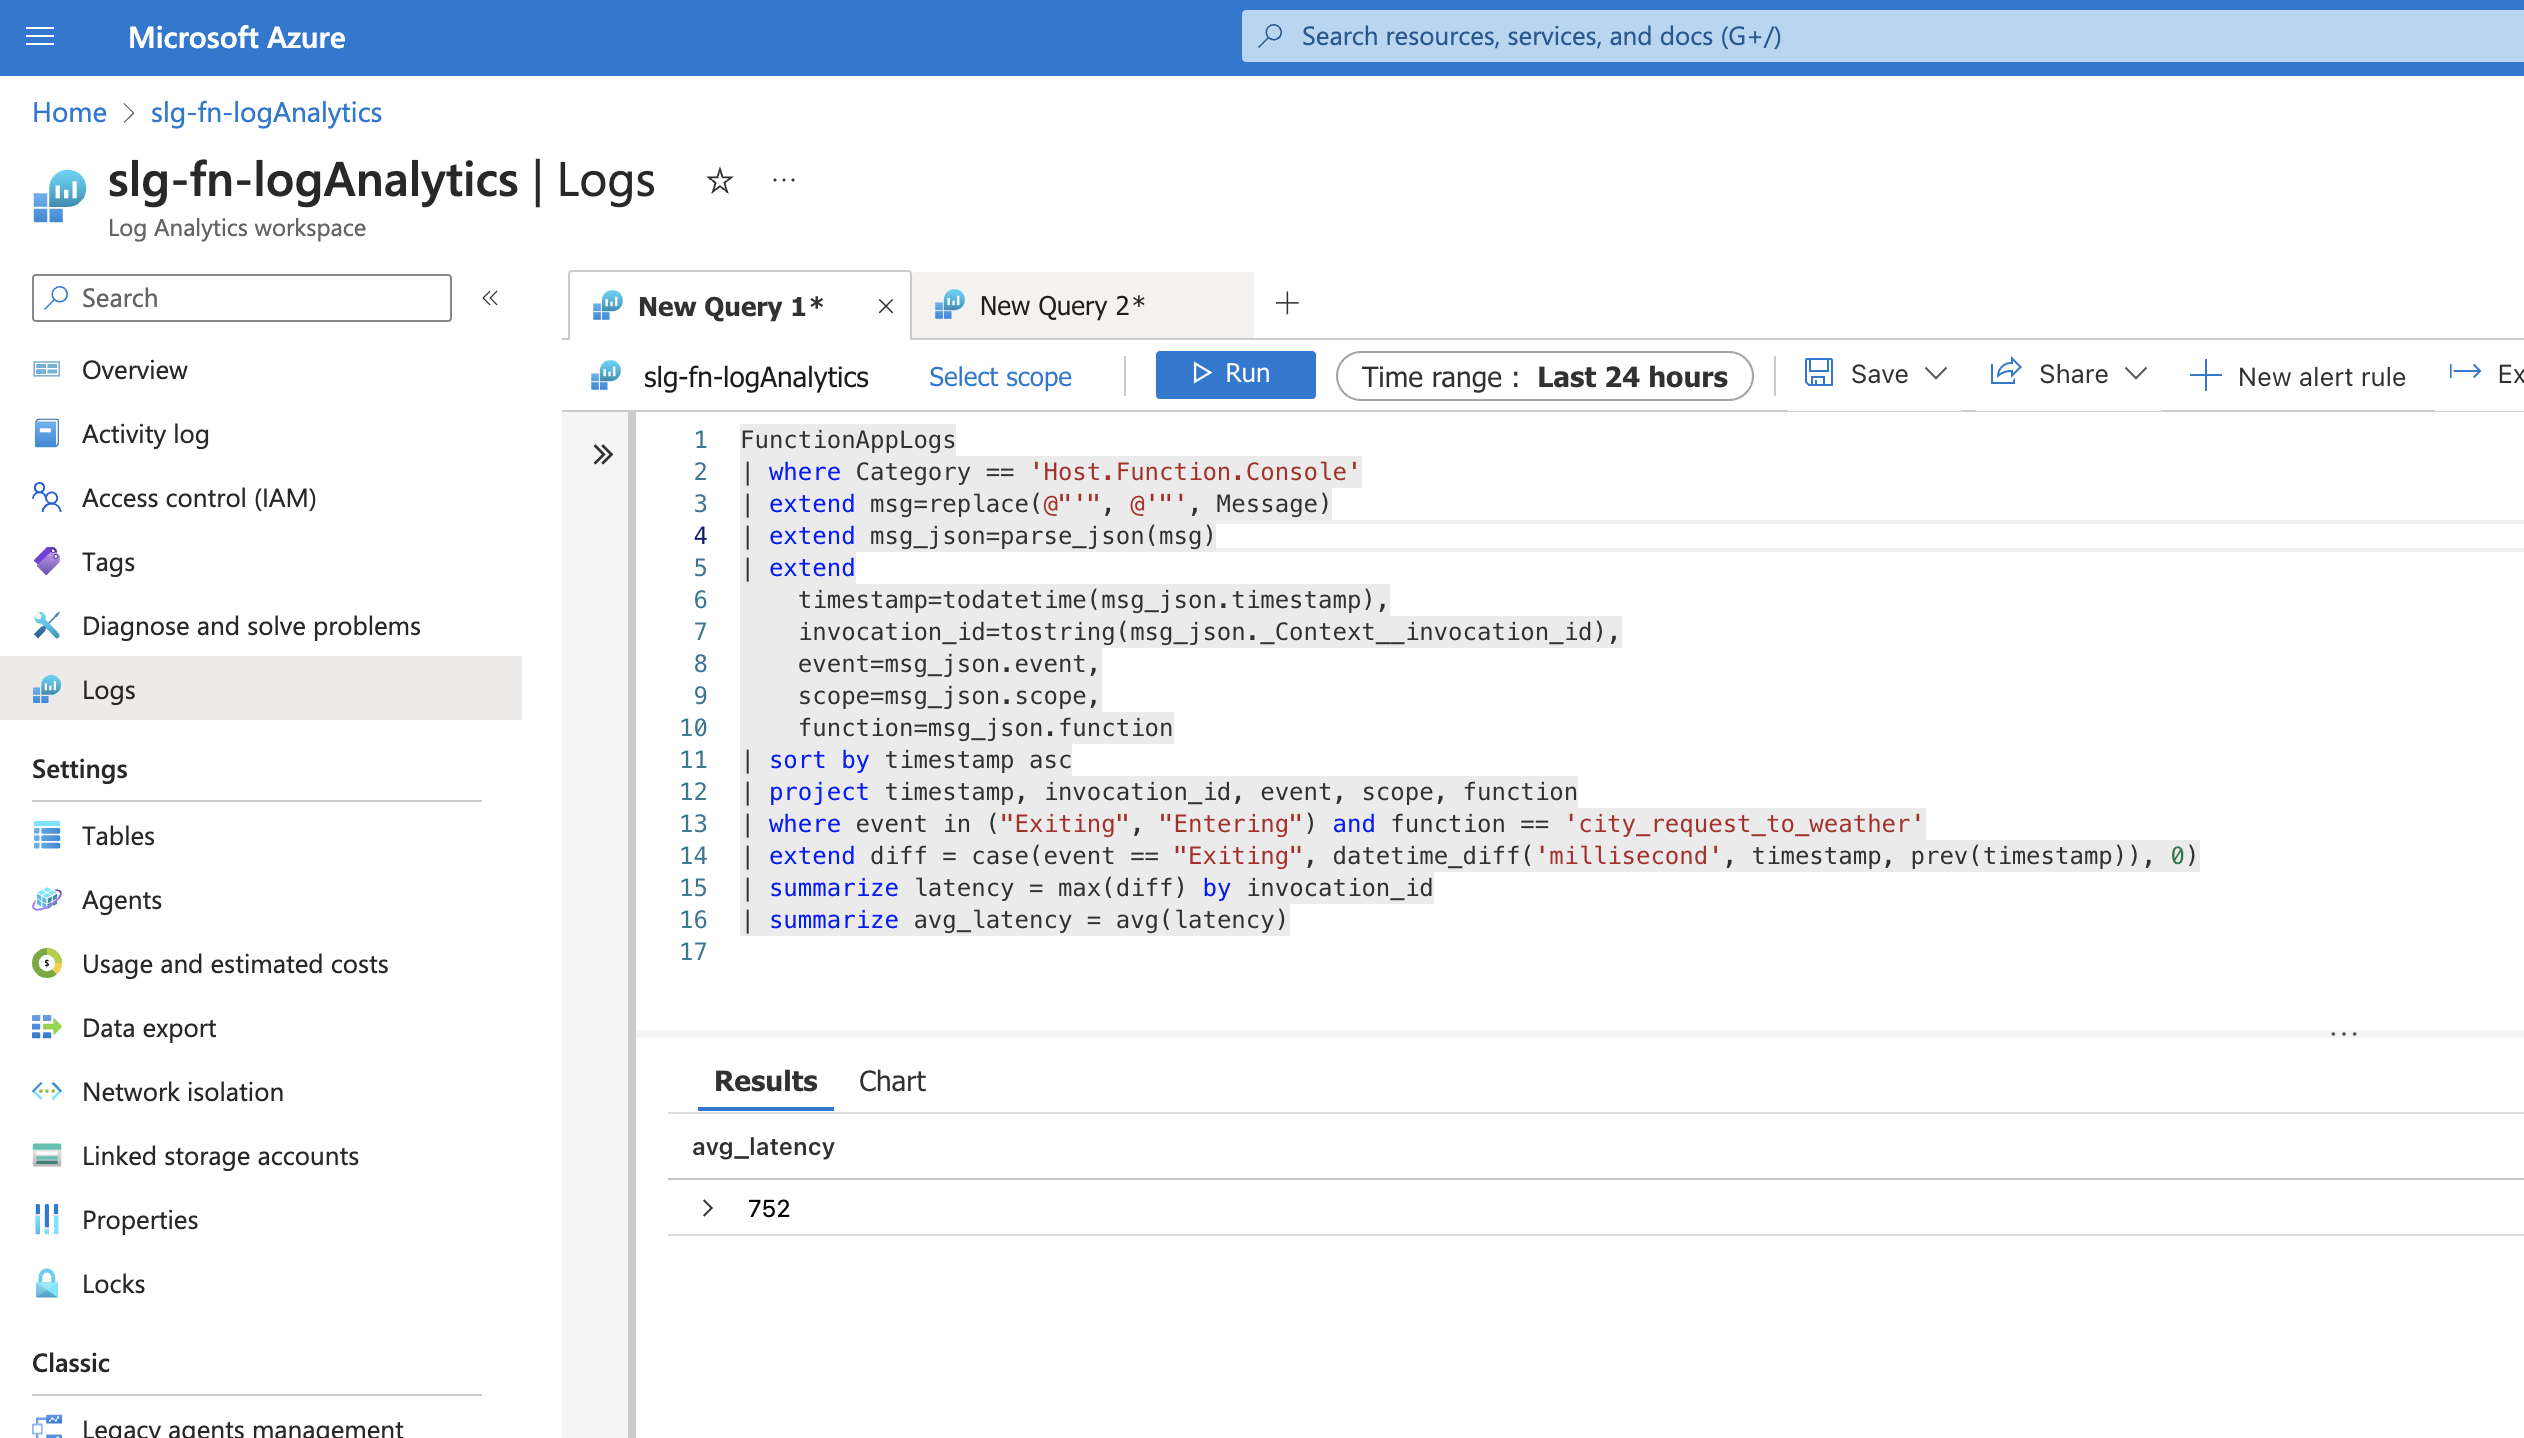 Microsoft Azure
Search resources, services, and docs (G+/)
Home > slg-fn-logAnalytics
slg-fn-logAnalytics | Logs
Log Analytics workspace
Search
Overview
Activity log
Access control (IAM)
Tags
Diagnose and solve problems
Logs
Settings
Tables
Agents
Usage and estimated costs
Data export
Network isolation
Linked storage accounts
Properties
Locks
Classic
Legacy agents management
New Query 1*
New Query 2*
slg-fn-logAnalytics Select scope Run Time range : Last 24 hours Save Share New alert rule Ex
1 FunctionAppLogs
2 | where Category == 'Host.Function.Console'
3 | extend msg=replace(@"'", @'"', Message)
4 | extend msg_json=parse_json(msg)
5 | extend
6 timestamp=todatetime(msg_json.timestamp),
7 invocation_id=tostring(msg_json._Context__invocation_id),
8 event=msg_json.event,
9 scope=msg_json.scope,
10 function=msg_json.function
11 | sort by timestamp asc
12 | project timestamp, invocation_id, event, scope, function
13 | where event in ("Exiting", "Entering") and function == 'city_request_to_weather'
14 | extend diff = case(event == "Exiting", datetime_diff('millisecond', timestamp, prev(timestamp)), 0)
15 | summarize latency = max(diff) by invocation_id
16 | summarize avg_latency = avg(latency)
17
Results Chart
avg_latency
752